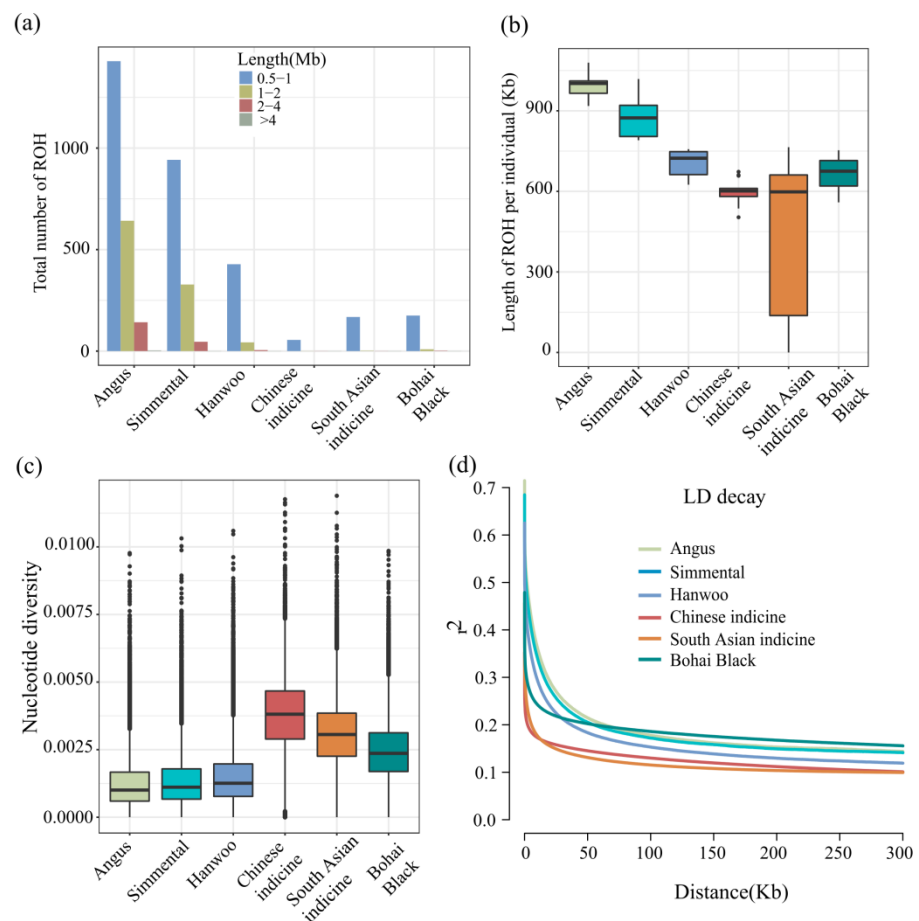 (a)
Total number of ROH
1000
500
0
Length(Mb)
0.5−1
1−2
2−4
>4
Angus
Simmental
Hanwoo
Chinese
indicine
South Asian
indicine
Bohai
Black
(b)
Length of ROH per individual (Kb)
900
600
300
0
Angus
Simmental
Hanwoo
Chinese
indicine
South Asian
indicine
Bohai
Black
(c)
Nucleotide diversity
0.0100
0.0075
0.0050
0.0025
0.0000
Angus
Simmental
Hanwoo
Chinese
indicine
South Asian
indicine
Bohai
Black
(d)
LD decay
r2
0.7
0.6
0.5
0.4
0.3
0.2
0.1
0.0
Angus
Simmental
Hanwoo
Chinese indicine
South Asian indicine
Bohai Black
0
50
100
150
200
250
300
Distance(Kb)